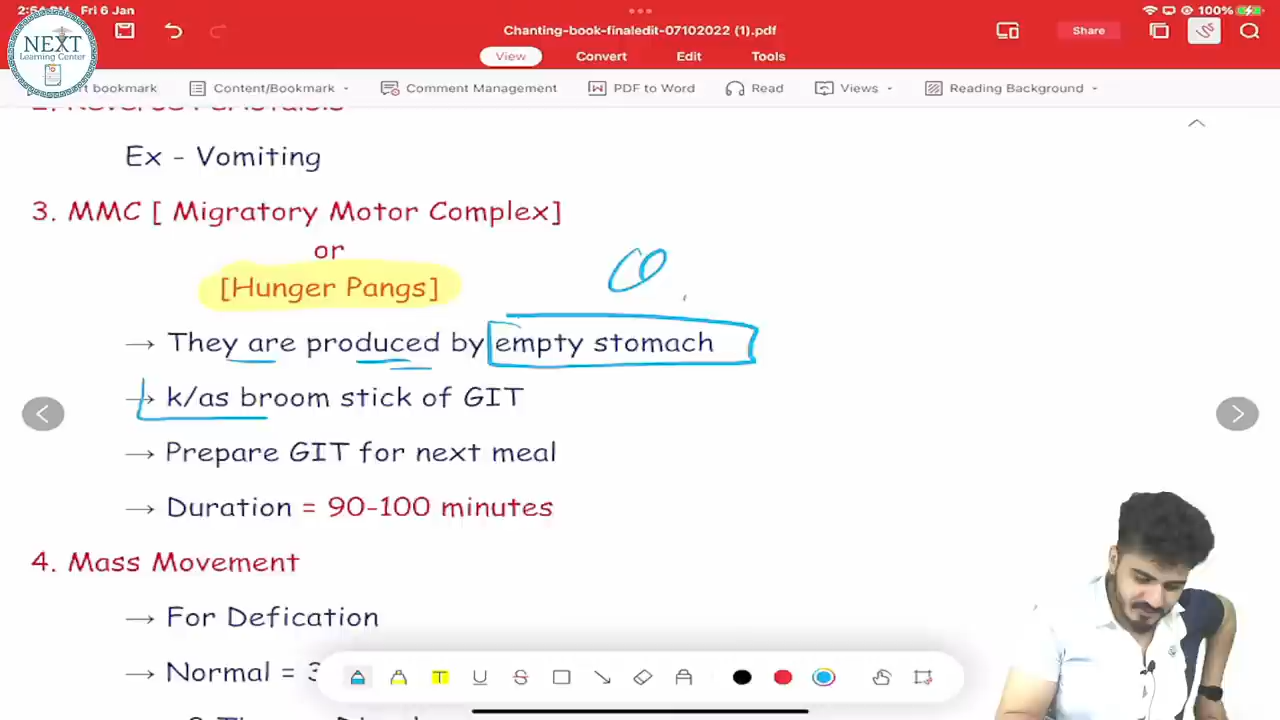 2:54 PM Fri 6 Jan
100%
NEXT
Learning Center
Chanting-book-finaledit-07102022 (1).pdf
Share
View Convert Edit Tools
bookmark Content/Bookmark Comment Management PDF to Word Read Views Reading Background
Ex - Vomiting
3. MMC [ Migratory Motor Complex]
or
[Hunger Pangs]
→ They are produced by empty stomach
→ k/as broom stick of GIT
→ Prepare GIT for next meal
→ Duration = 90-100 minutes
4. Mass Movement
→ For Defication
→ Normal = 3